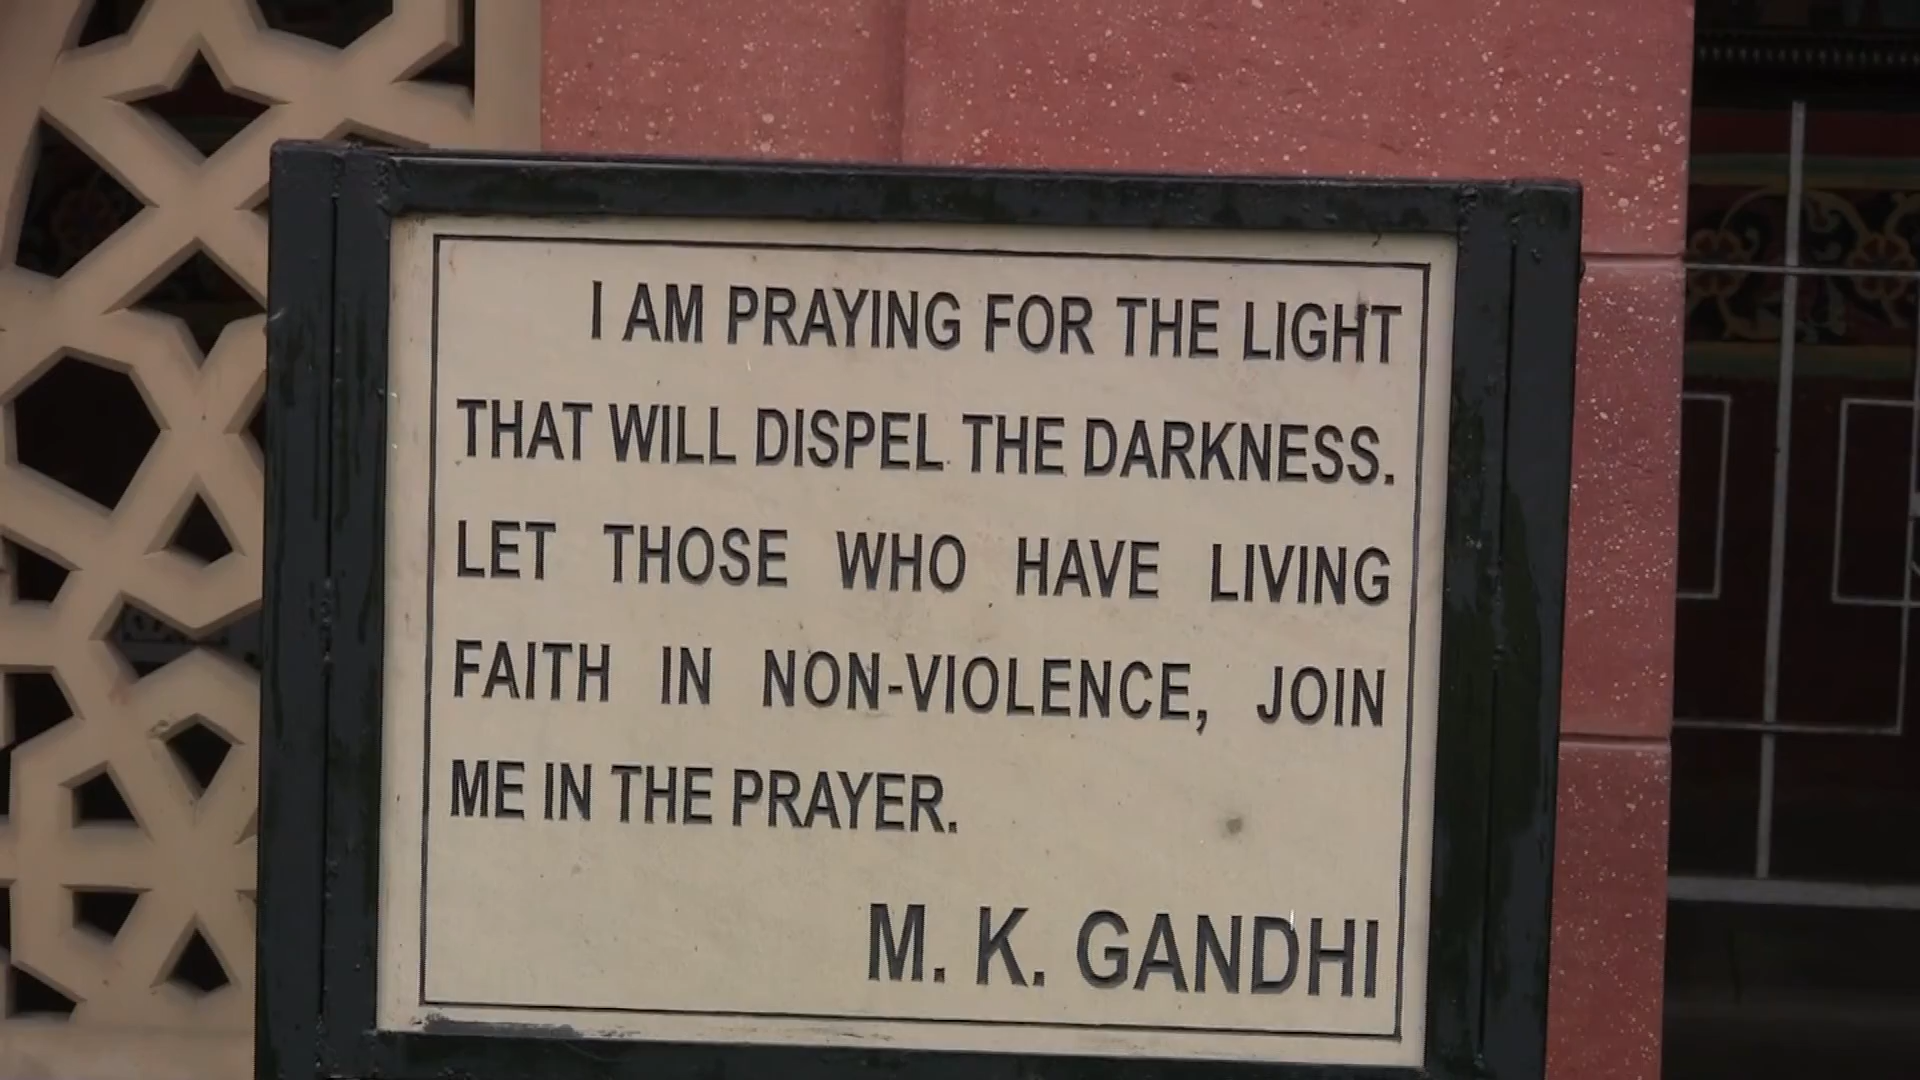 I AM PRAYING FOR THE LIGHT
THAT WILL DISPEL THE DARKNESS.
LET THOSE WHO HAVE LIVING
FAITH IN NON-VIOLENCE, JOIN
ME IN THE PRAYER.
M. K. GANDHI